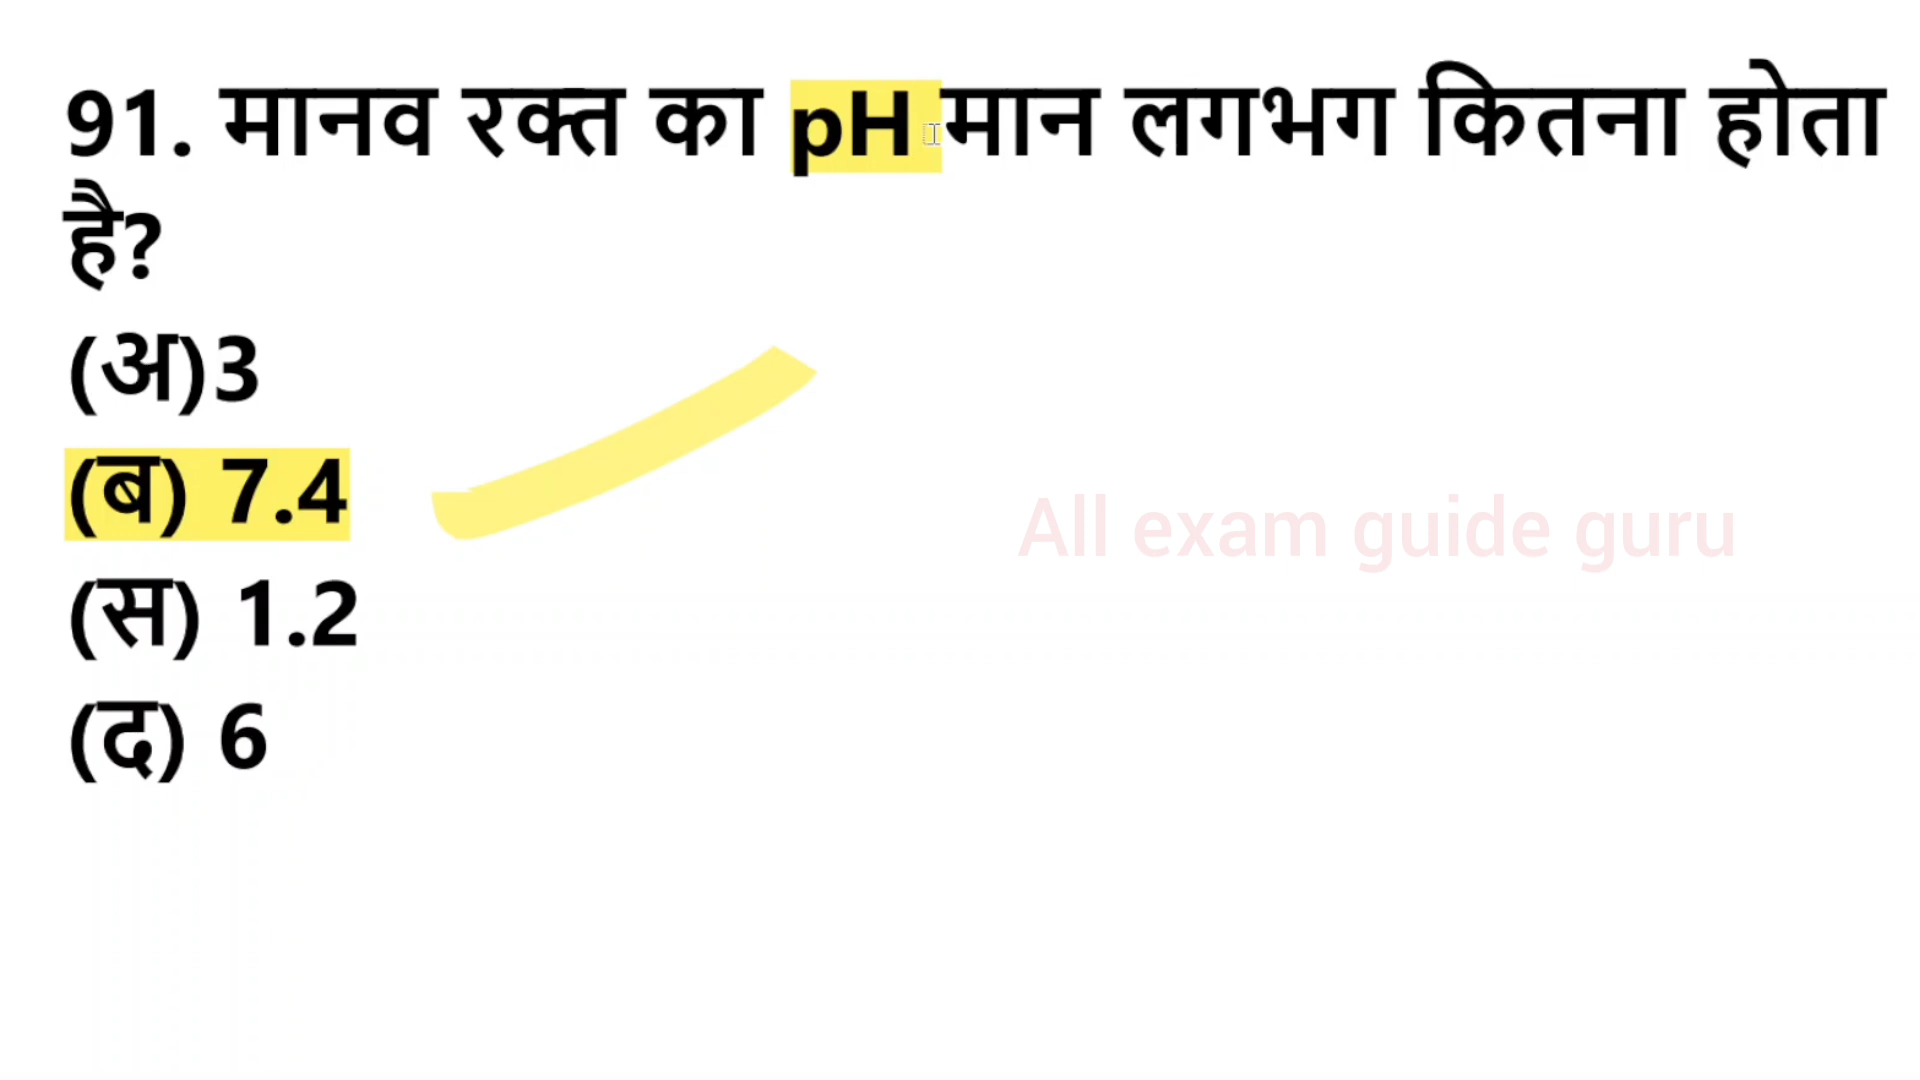 91. मानव रक्त का pH मान लगभग कितना होता
है?
(अ)3
(ब) 7.4
All exam guide guru
(स) 1.2
(द) 6